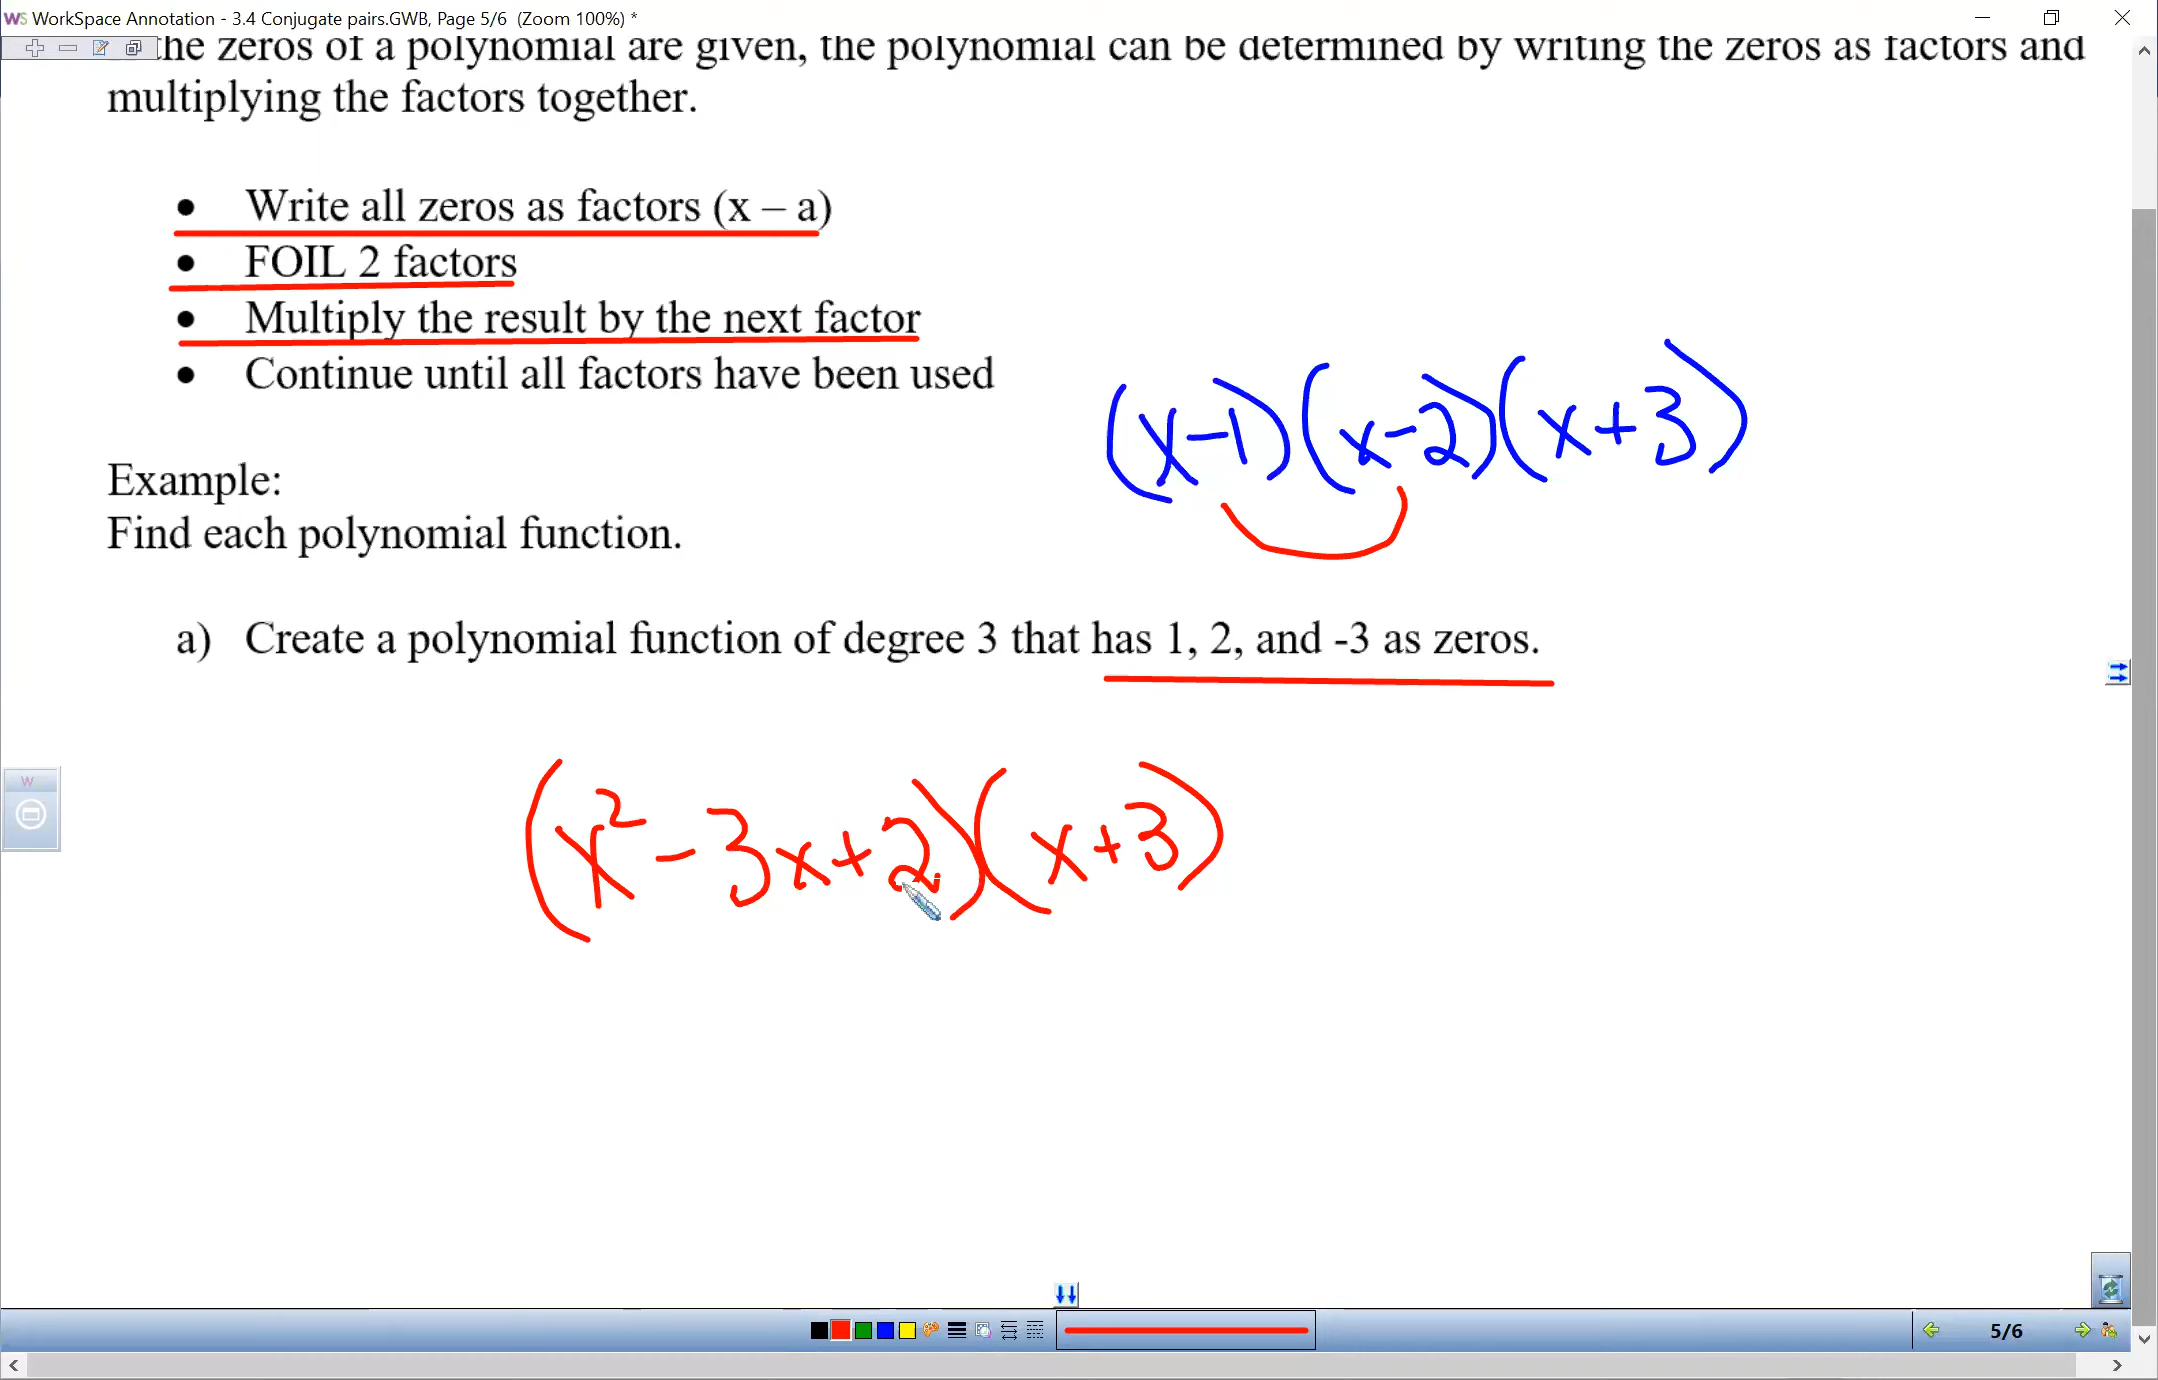 WS WorkSpace Annotation - 3.4 Conjugate pairs.GWB, Page 5/6 (Zoom 100%) *
the zeros of a polynomial are given, the polynomial can be determined by writing the zeros as factors and
multiplying the factors together.
• Write all zeros as factors (x – a)
• FOIL 2 factors
• Multiply the result by the next factor
• Continue until all factors have been used
(x-1)(x-2)(x+3)
Example:
Find each polynomial function.
a) Create a polynomial function of degree 3 that has 1, 2, and -3 as zeros.
W
(x² - 3x + 2)(x + 3)
5/6